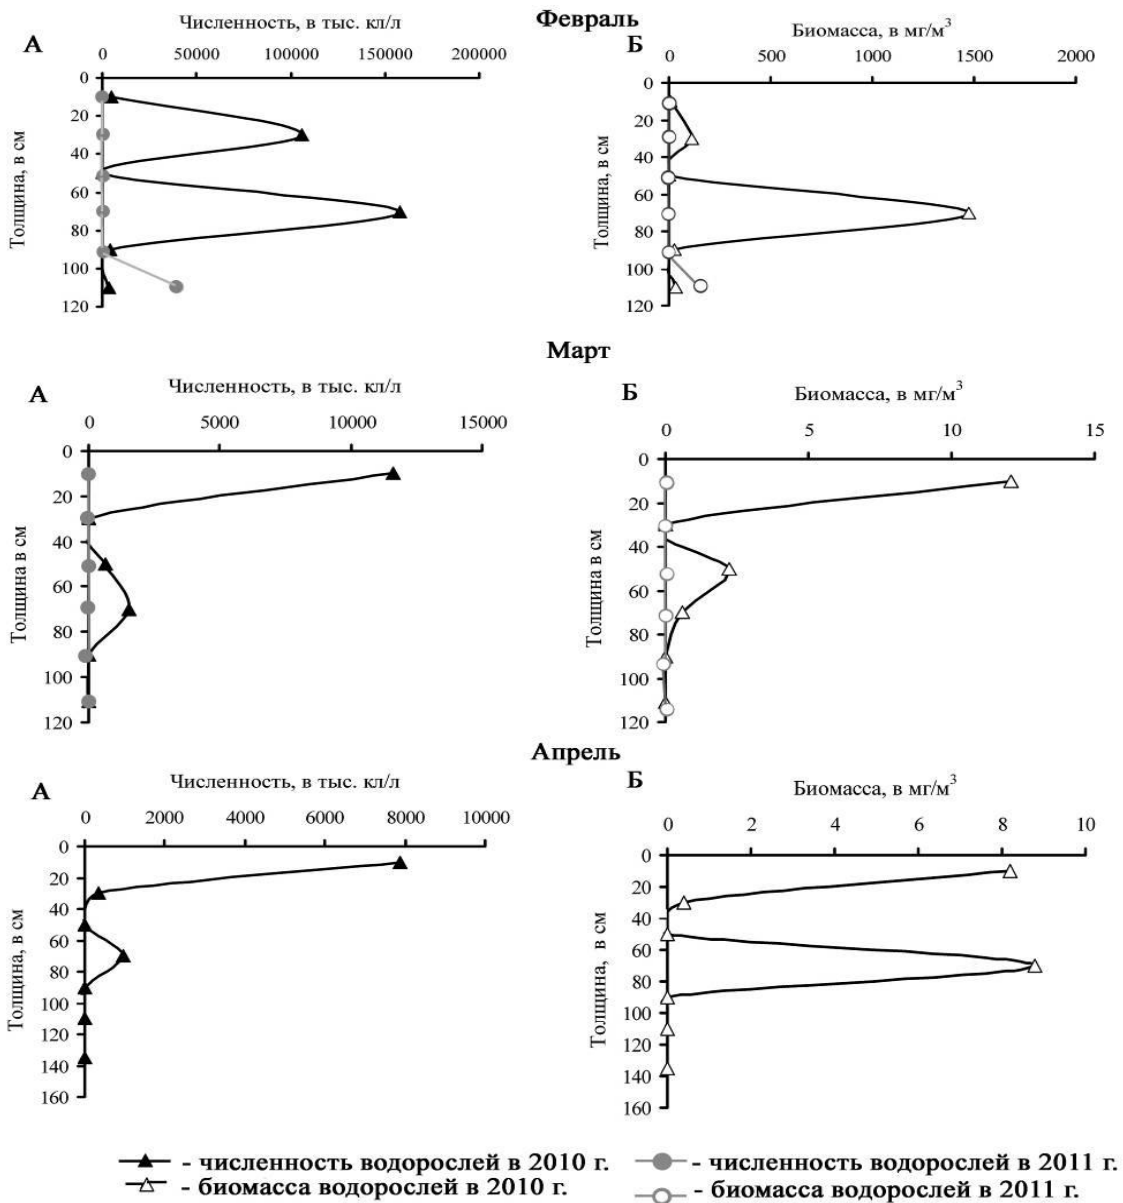 Февраль
А
Численность, в тыс. кл/л
0 50000 100000 150000 200000
Толщина, в см
0
20
40
60
80
100
120
Б
Биомасса, в мг/м³
0 500 1000 1500 2000
Толщина, в см
0
20
40
60
80
100
120
Март
А
Численность, в тыс. кл/л
0 5000 10000 15000
Толщина в см
0
20
40
60
80
100
120
Б
Биомасса, в мг/м³
0 5 10 15
Толщина в см
0
20
40
60
80
100
120
Апрель
А
Численность, в тыс. кл/л
0 2000 4000 6000 8000 10000
Толщина, в см
0
20
40
60
80
100
120
140
160
Б
Биомасса, в мг/м³
0 2 4 6 8 10
Толщина, в см
0
20
40
60
80
100
120
140
160
- численность водорослей в 2010 г.
- биомасса водорослей в 2010 г.
- численность водорослей в 2011 г.
- биомасса водорослей в 2011 г.